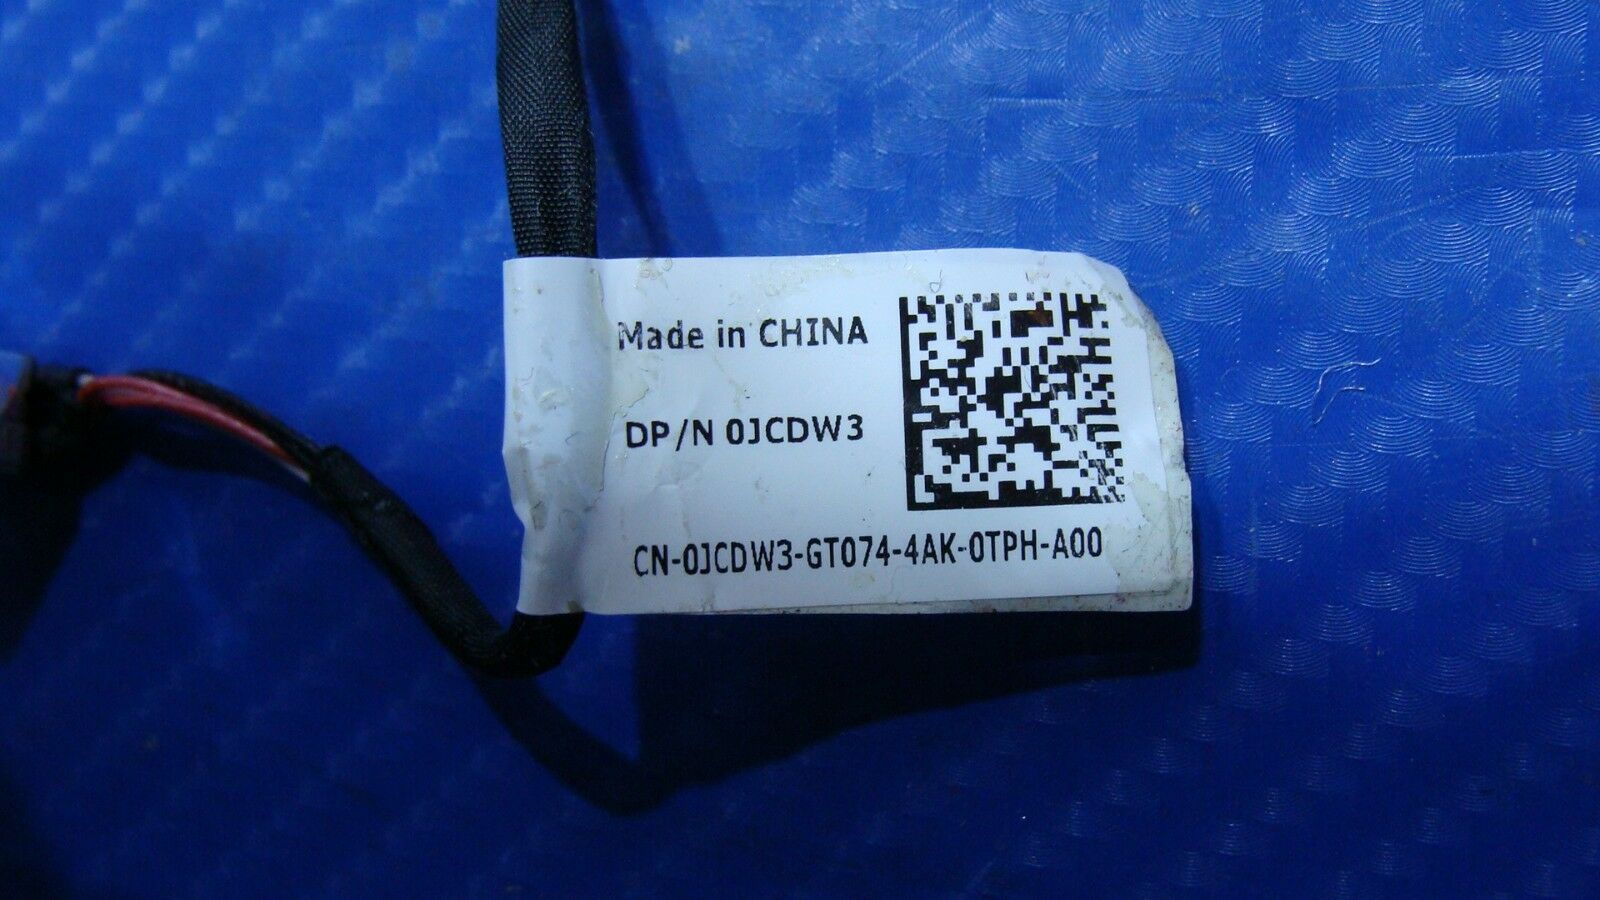 Made in CHINA
DP/N 0JCDW3
CN-0JCDW3-GT074-4AK-0TPH-A00